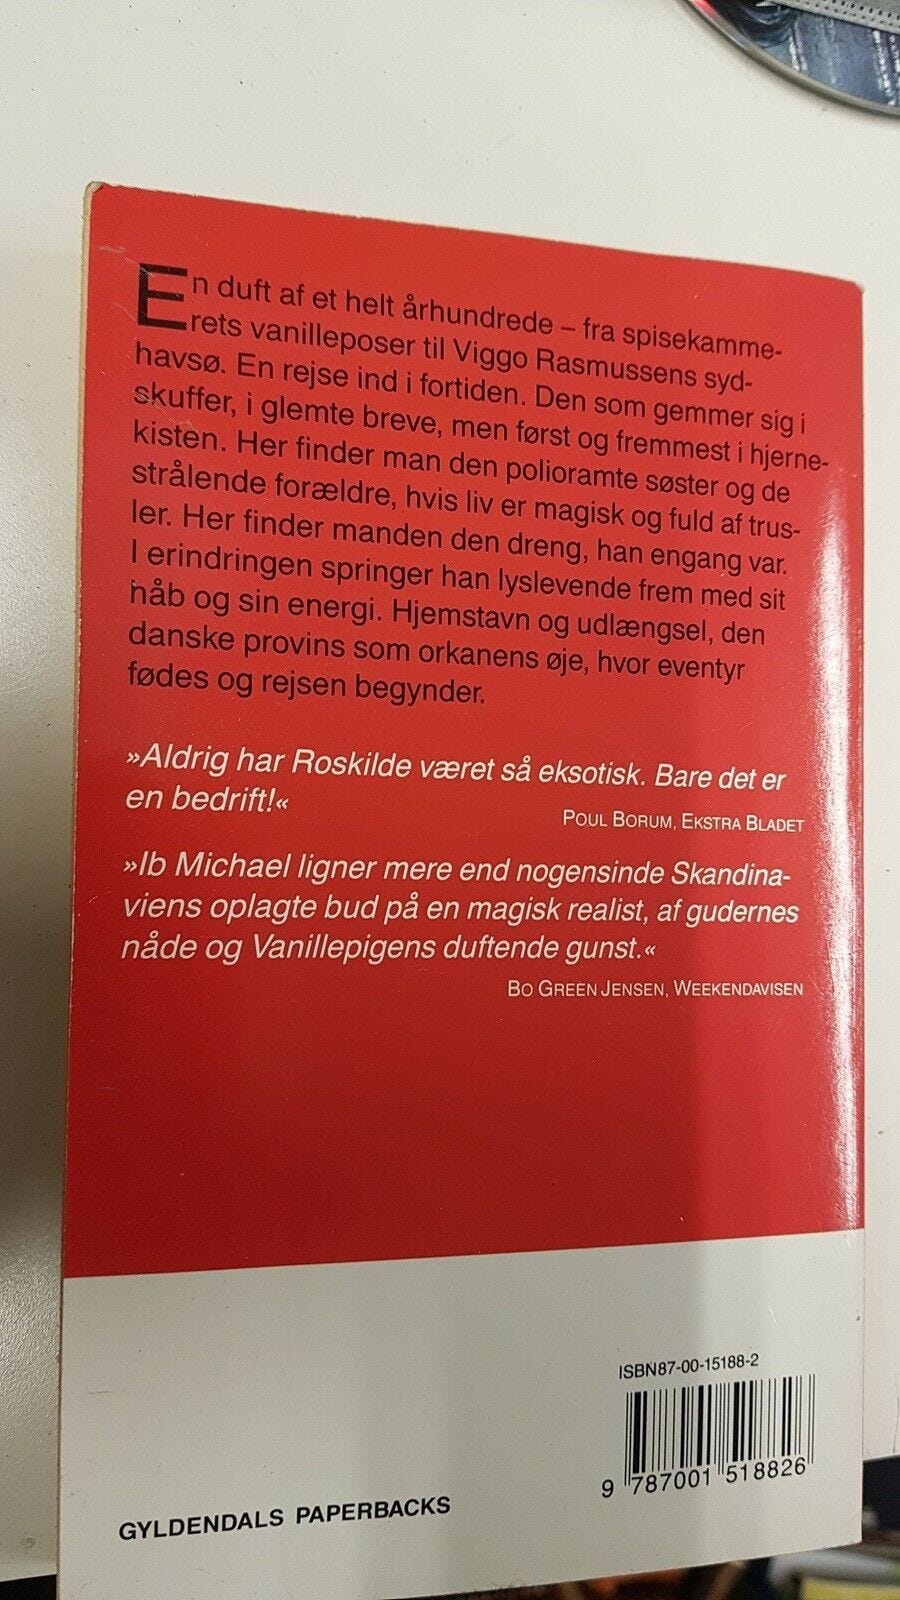 En duft af et helt århundrede – fra spisekamme-
rets vanilleposer til Viggo Rasmussens syd-
havsø. En rejse ind i fortiden. Den som gemmer sig i
skuffer, i glemte breve, men først og fremmest i hjerne-
kisten. Her finder man den polioramte søster og de
strålende forældre, hvis liv er magisk og fuld af trus-
ler. Her finder manden den dreng, han engang var.
I erindringen springer han lyslevende frem med sit
håb og sin energi. Hjemstavn og udlængsel, den
danske provins som orkanens øje, hvor eventyr
fødes og rejsen begynder.
»Aldrig har Roskilde været så eksotisk. Bare det er
en bedrift!«
POUL BORUM, EKSTRA BLADET
»Ib Michael ligner mere end nogensinde Skandina-
viens oplagte bud på en magisk realist, af gudernes
nåde og Vanillepigens duftende gunst.«
BO GREEN JENSEN, WEEKENDAVISEN
ISBN87-00-15188-2
9 787001 518826
GYLDENDALS PAPERBACKS